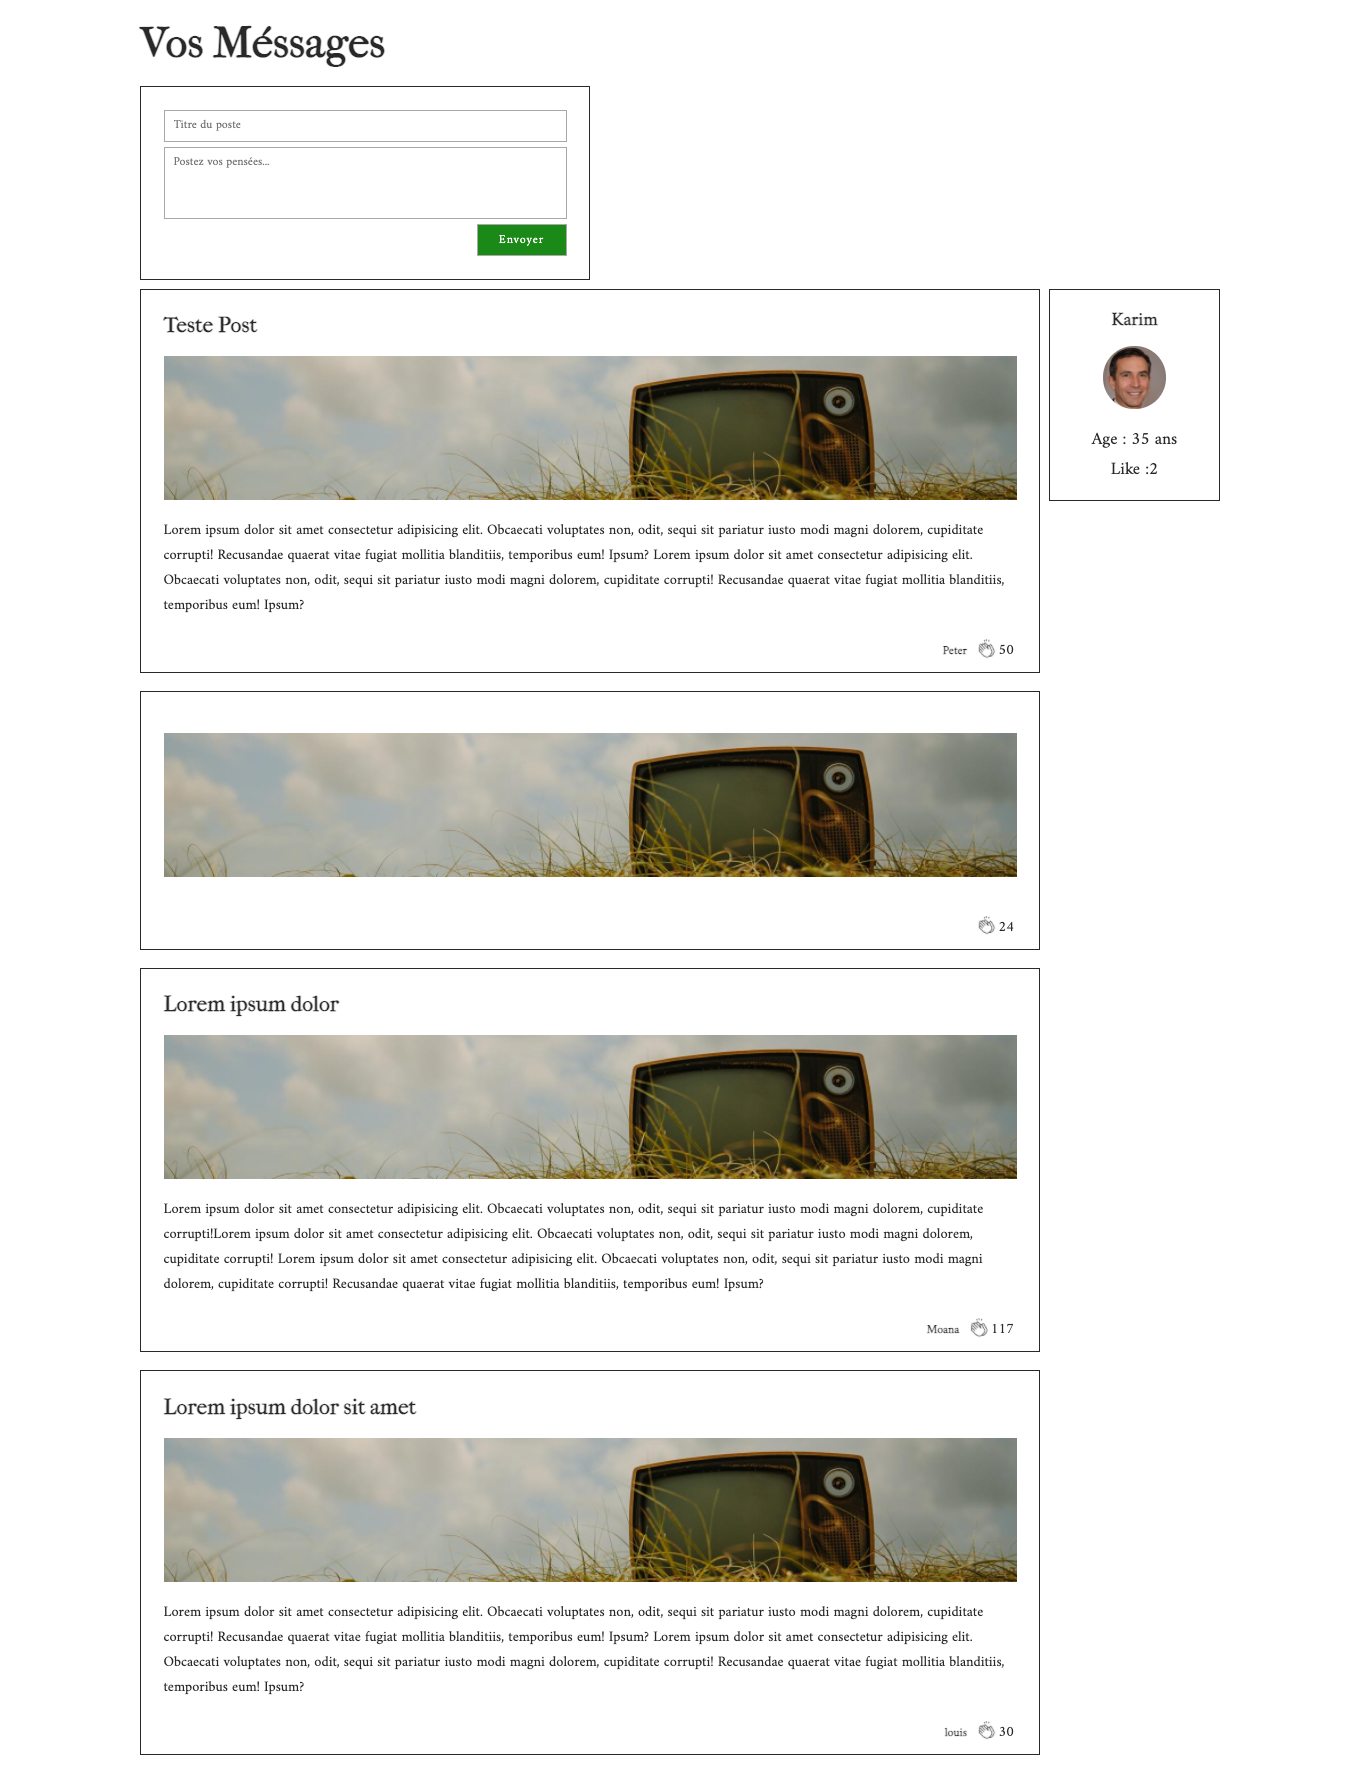 Vos Méssages
Titre du poste
Postez vos pensées...
Envoyer
Teste Post
Lorem ipsum dolor sit amet consectetur adipisicing elit. Obcaecati voluptates non, odit, sequi sit pariatur iusto modi magni dolorem, cupiditate
corrupti! Recusandae quaerat vitae fugiat mollitia blanditiis, temporibus eum! Ipsum? Lorem ipsum dolor sit amet consectetur adipisicing elit.
Obcaecati voluptates non, odit, sequi sit pariatur iusto modi magni dolorem, cupiditate corrupti! Recusandae quaerat vitae fugiat mollitia blanditiis,
temporibus eum! Ipsum?
Peter 50
Karim
Age : 35 ans
Like :2
24
Lorem ipsum dolor
Lorem ipsum dolor sit amet consectetur adipisicing elit. Obcaecati voluptates non, odit, sequi sit pariatur iusto modi magni dolorem, cupiditate
corrupti!Lorem ipsum dolor sit amet consectetur adipisicing elit. Obcaecati voluptates non, odit, sequi sit pariatur iusto modi magni dolorem,
cupiditate corrupti! Lorem ipsum dolor sit amet consectetur adipisicing elit. Obcaecati voluptates non, odit, sequi sit pariatur iusto modi magni
dolorem, cupiditate corrupti! Recusandae quaerat vitae fugiat mollitia blanditiis, temporibus eum! Ipsum?
Moana 117
Lorem ipsum dolor sit amet
Lorem ipsum dolor sit amet consectetur adipisicing elit. Obcaecati voluptates non, odit, sequi sit pariatur iusto modi magni dolorem, cupiditate
corrupti! Recusandae quaerat vitae fugiat mollitia blanditiis, temporibus eum! Ipsum? Lorem ipsum dolor sit amet consectetur adipisicing elit.
Obcaecati voluptates non, odit, sequi sit pariatur iusto modi magni dolorem, cupiditate corrupti! Recusandae quaerat vitae fugiat mollitia blanditiis,
temporibus eum! Ipsum?
louis 30